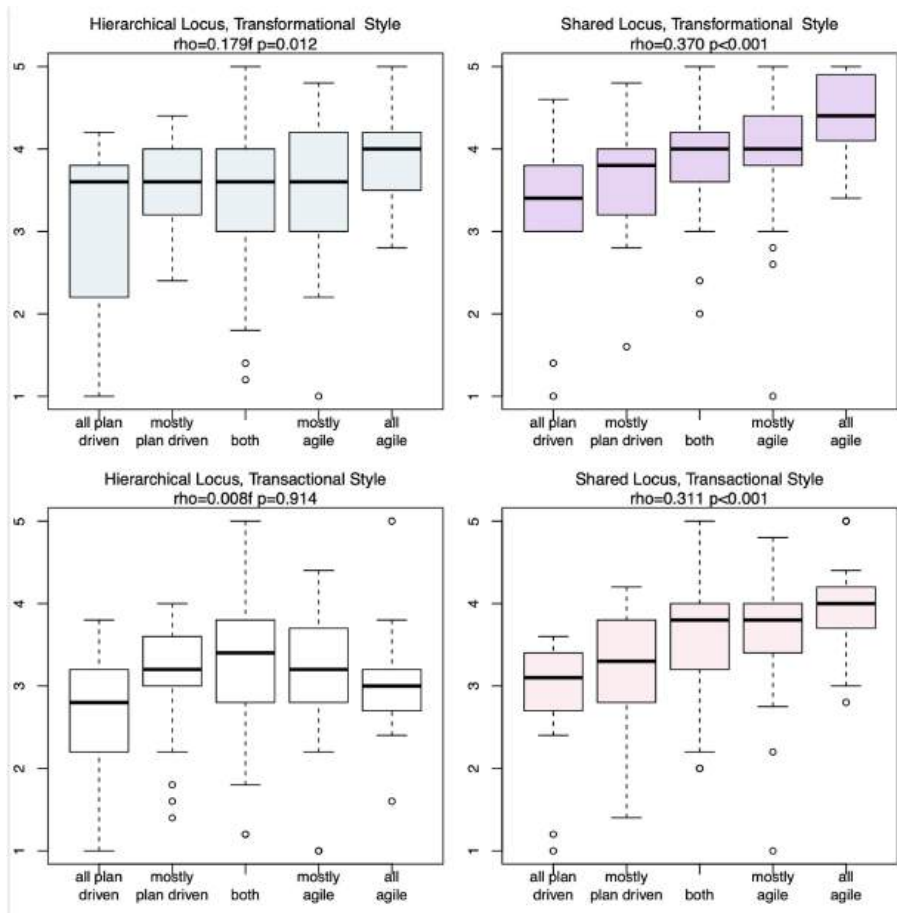 Hierarchical Locus, Transformational Style
rho=0.179f p=0.012
5
4
3
2
1
all plan driven
mostly plan driven
both
mostly agile
all agile
Shared Locus, Transformational Style
rho=0.370 p<0.001
5
4
3
2
1
all plan driven
mostly plan driven
both
mostly agile
all agile
Hierarchical Locus, Transactional Style
rho=0.008f p=0.914
5
4
3
2
1
all plan driven
mostly plan driven
both
mostly agile
all agile
Shared Locus, Transactional Style
rho=0.311 p<0.001
5
4
3
2
1
all plan driven
mostly plan driven
both
mostly agile
all agile